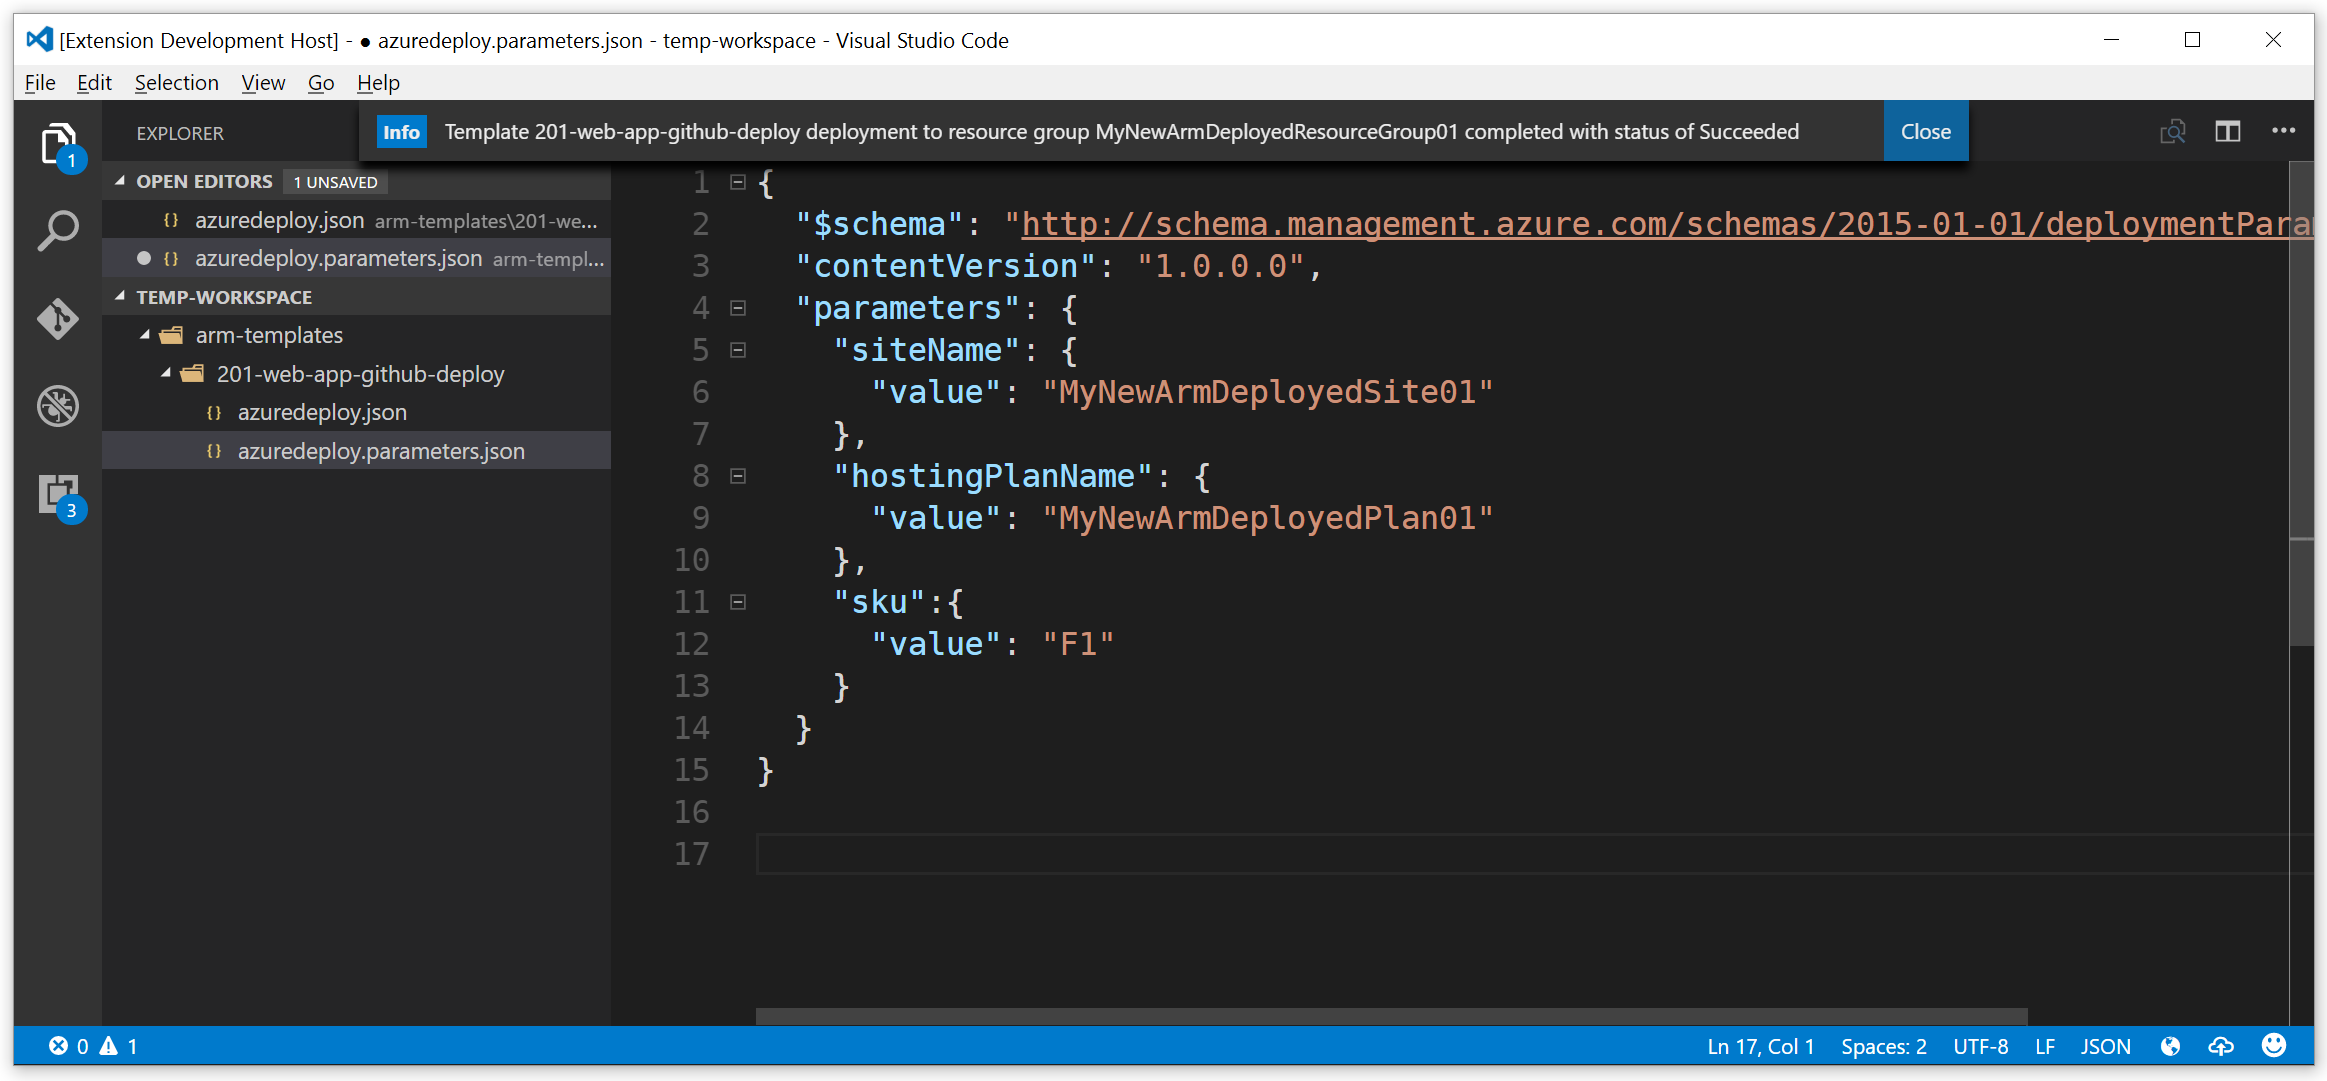 [Extension Development Host] - ● azuredeploy.parameters.json - temp-workspace - Visual Studio Code
File Edit Selection View Go Help
EXPLORER
Info Template 201-web-app-github-deploy deployment to resource group MyNewArmDeployedResourceGroup01 completed with status of Succeeded Close
1
OPEN EDITORS 1 UNSAVED
{} azuredeploy.json arm-templates\201-we...
● {} azuredeploy.parameters.json arm-templ...
TEMP-WORKSPACE
arm-templates
201-web-app-github-deploy
{} azuredeploy.json
{} azuredeploy.parameters.json
3
1 {
2 "$schema": "http://schema.management.azure.com/schemas/2015-01-01/deploymentPara
3 "contentVersion": "1.0.0.0",
4 "parameters": {
5 "siteName": {
6 "value": "MyNewArmDeployedSite01"
7 },
8 "hostingPlanName": {
9 "value": "MyNewArmDeployedPlan01"
10 },
11 "sku":{
12 "value": "F1"
13 }
14 }
15 }
16
17
0 1 Ln 17, Col 1 Spaces: 2 UTF-8 LF JSON